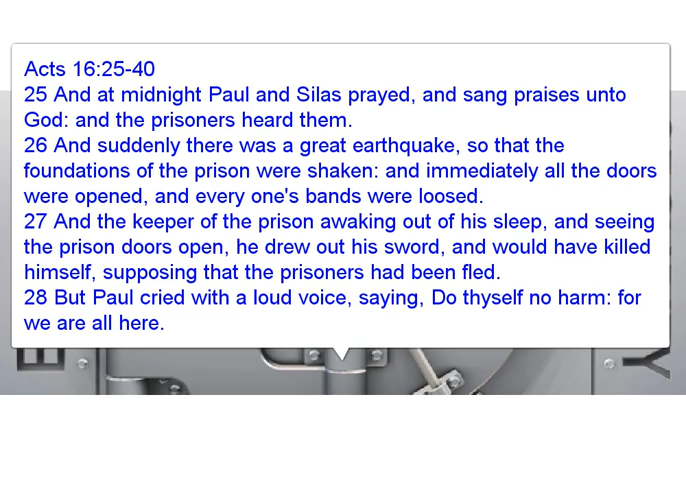 Acts 16:25-40
25 And at midnight Paul and Silas prayed, and sang praises unto
God: and the prisoners heard them.
26 And suddenly there was a great earthquake, so that the
foundations of the prison were shaken: and immediately all the doors
were opened, and every one's bands were loosed.
27 And the keeper of the prison awaking out of his sleep, and seeing
the prison doors open, he drew out his sword, and would have killed
himself, supposing that the prisoners had been fled.
28 But Paul cried with a loud voice, saying, Do thyself no harm: for
we are all here.